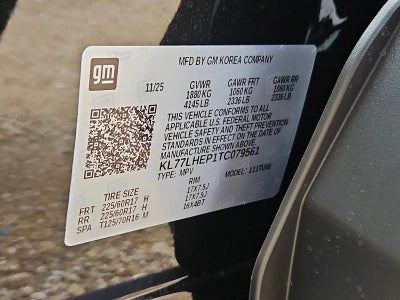 gm
MFD BY GM KOREA COMPANY
11/25 GVWR GAWR FRT GAWR RR
1880 KG 1060 KG 1060 KG
4145 LB 2336 LB 2336 LB
THIS VEHICLE CONFORMS TO ALL
APPLICABLE U.S. FEDERAL MOTOR
VEHICLE SAFETY AND THEFT PREVENTION
STANDARDS IN EFFECT ON THE DATE OF
MANUFACTURE SHOWN ABOVE.
KL77LHEP1TC079561
TYPE: MPV MODEL: 1TU58
TIRE SIZE RIM
FRT 225/60R17 H 17X7.5J
RR 225/60R17 H 17X7.5J
SPA T125/70R16 M 16X4BT